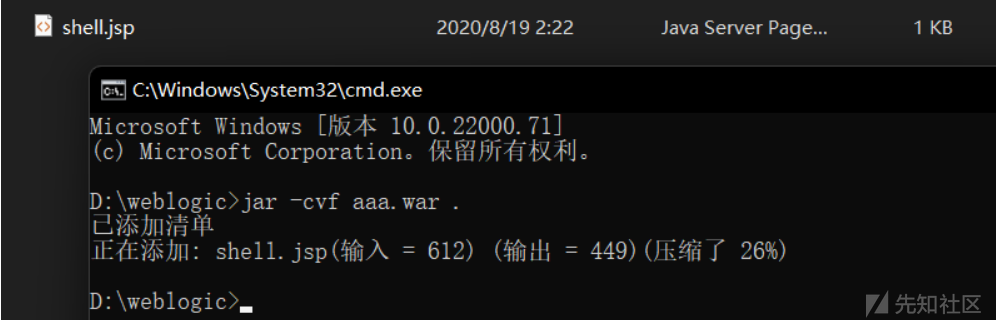 shell.jsp 2020/8/19 2:22 Java Server Page... 1 KB
C:\Windows\System32\cmd.exe
Microsoft Windows [版本 10.0.22000.71]
(c) Microsoft Corporation。保留所有权利。
D:\weblogic>jar -cvf aaa.war .
已添加清单
正在添加: shell.jsp(输入 = 612) (输出 = 449)(压缩了 26%)
D:\weblogic>
先知社区